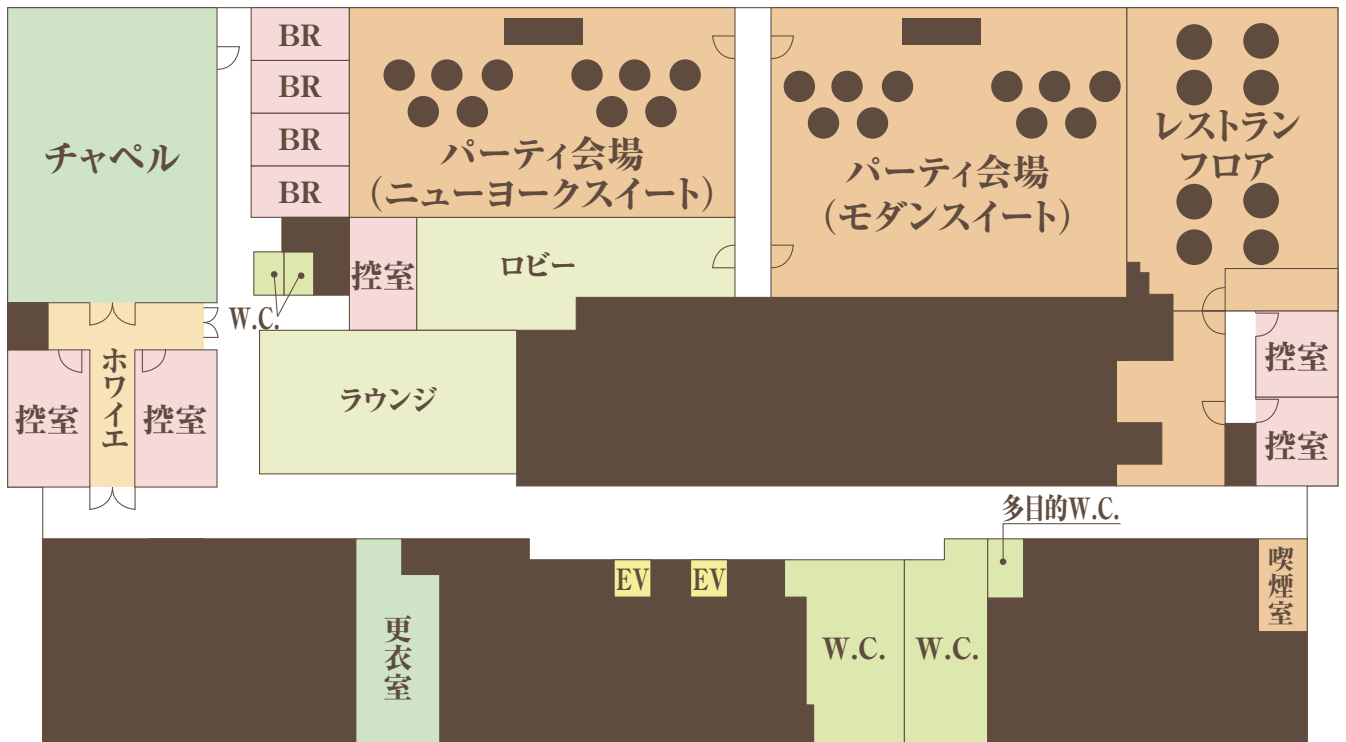 チャペル
BR
BR
BR
BR
パーティ会場
(ニューヨークスイート)
パーティ会場
(モダンスイート)
レストラン
フロア
W.C.
控室
ロビー
ホワイエ
控室
控室
ラウンジ
控室
控室
多目的W.C.
更衣室
EV
EV
W.C.
W.C.
喫煙室